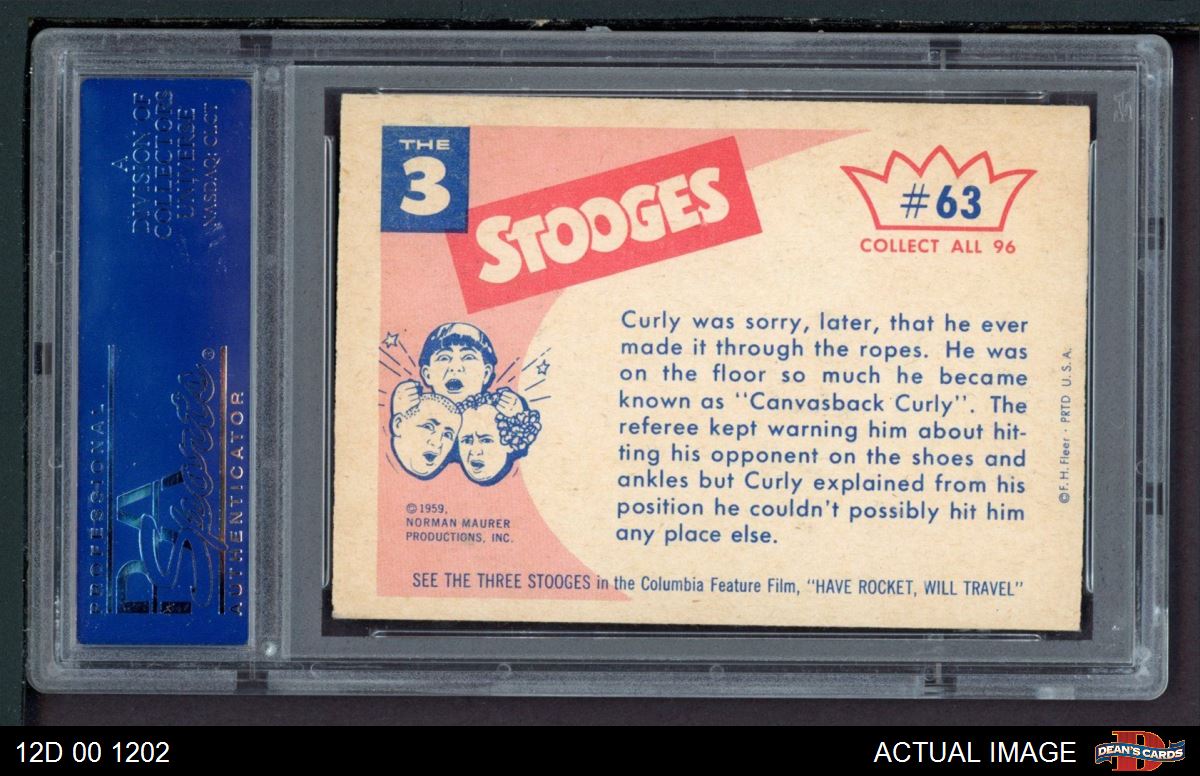 A
DIVISION OF
COLLECTORS
UNIVERSE
NASDAQ: CLCT
PROFESSIONAL
PSA
Sports®
AUTHENTICATOR
THE
3
STOOGES
#63
COLLECT ALL 96
Curly was sorry, later, that he ever
made it through the ropes. He was
on the floor so much he became
known as "Canvasback Curly". The
referee kept warning him about hit-
ting his opponent on the shoes and
ankles but Curly explained from his
position he couldn't possibly hit him
any place else.
© 1959,
NORMAN MAURER
PRODUCTIONS, INC.
SEE THE THREE STOOGES in the Columbia Feature Film, "HAVE ROCKET, WILL TRAVEL"
© F. H. Fleer · PRTD U. S. A.
12D 00 1202
ACTUAL IMAGE
DEAN'S CARDS